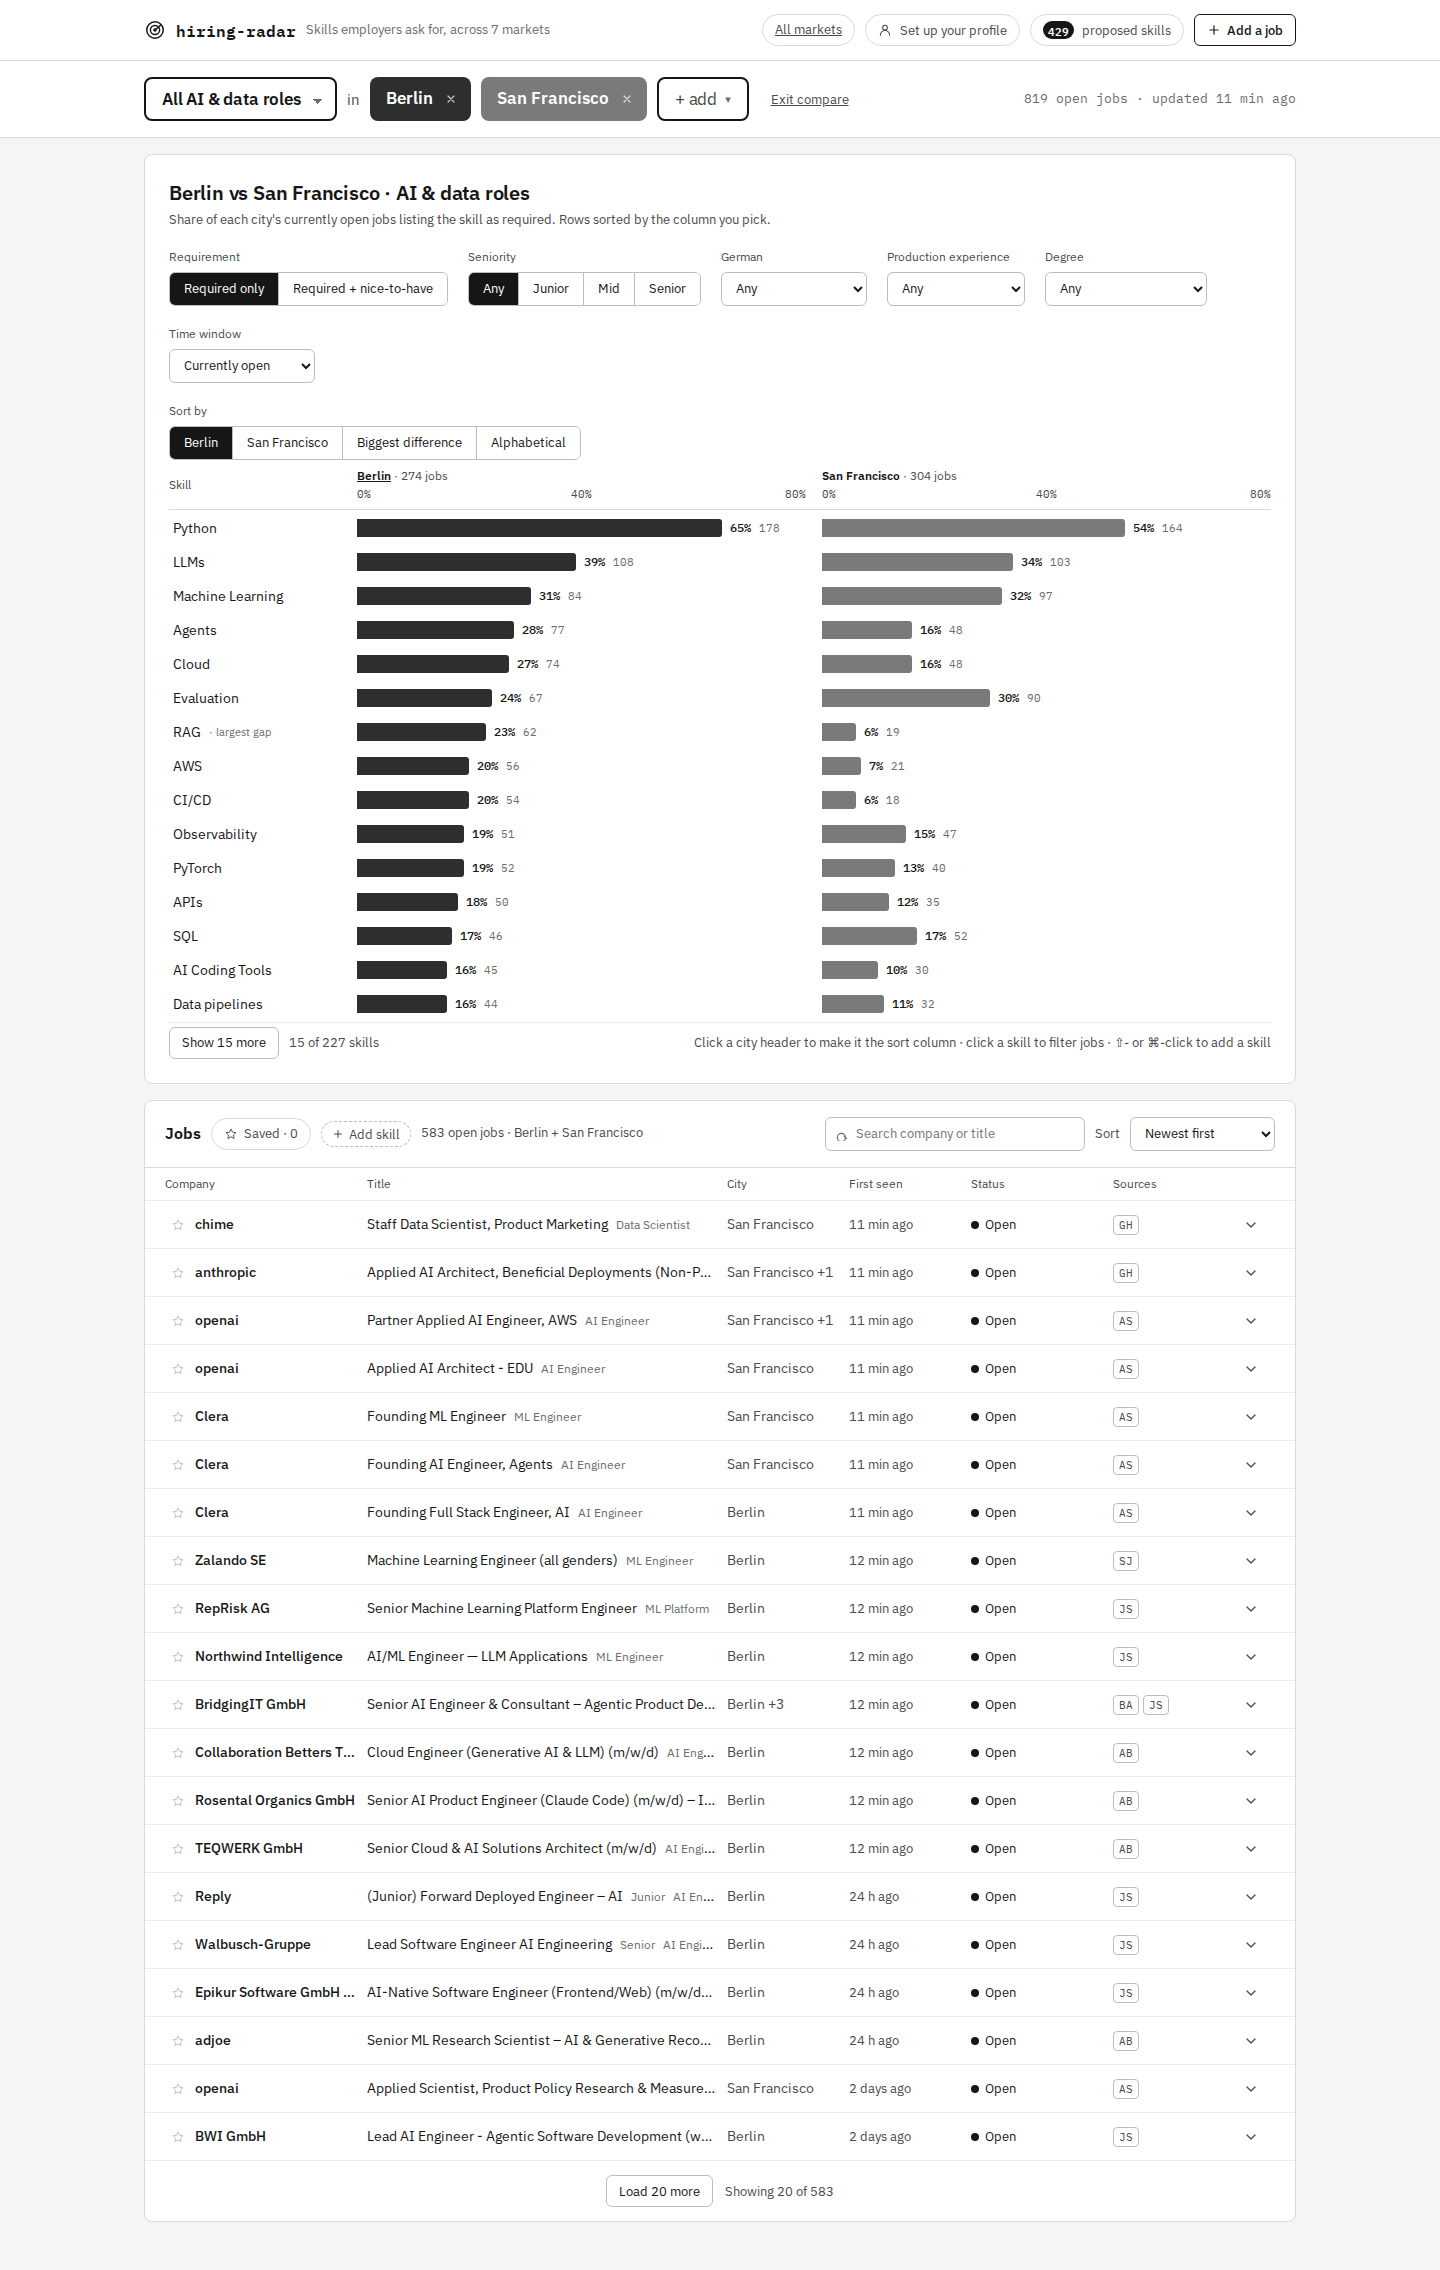 hiring-radar Skills employers ask for, across 7 markets All markets Set up your profile 429 proposed skills + Add a job
All AI & data roles in Berlin × San Francisco × + add ▾ Exit compare 819 open jobs · updated 11 min ago
Berlin vs San Francisco · AI & data roles
Share of each city's currently open jobs listing the skill as required. Rows sorted by the column you pick.
Requirement Seniority German Production experience Degree
Required only Required + nice-to-have Any Junior Mid Senior Any Any Any
Time window
Currently open
Sort by
Berlin San Francisco Biggest difference Alphabetical
Skill Berlin · 274 jobs San Francisco · 304 jobs
0% 40% 80% 0% 40% 80%
Python 65% 178 54% 164
LLMs 39% 108 34% 103
Machine Learning 31% 84 32% 97
Agents 28% 77 16% 48
Cloud 27% 74 16% 48
Evaluation 24% 67 30% 90
RAG · largest gap 23% 62 6% 19
AWS 20% 56 7% 21
CI/CD 20% 54 6% 18
Observability 19% 51 15% 47
PyTorch 19% 52 13% 40
APIs 18% 50 12% 35
SQL 17% 46 17% 52
AI Coding Tools 16% 45 10% 30
Data pipelines 16% 44 11% 32
Show 15 more 15 of 227 skills Click a city header to make it the sort column · click a skill to filter jobs · ⇧- or ⌘-click to add a skill
Jobs Saved · 0 + Add skill 583 open jobs · Berlin + San Francisco Search company or title Sort Newest first
Company Title City First seen Status Sources
chime Staff Data Scientist, Product Marketing Data Scientist San Francisco 11 min ago Open GH
anthropic Applied AI Architect, Beneficial Deployments (Non-P... San Francisco +1 11 min ago Open GH
openai Partner Applied AI Engineer, AWS AI Engineer San Francisco +1 11 min ago Open AS
openai Applied AI Architect - EDU AI Engineer San Francisco 11 min ago Open AS
Clera Founding ML Engineer ML Engineer San Francisco 11 min ago Open AS
Clera Founding AI Engineer, Agents AI Engineer San Francisco 11 min ago Open AS
Clera Founding Full Stack Engineer, AI AI Engineer Berlin 11 min ago Open AS
Zalando SE Machine Learning Engineer (all genders) ML Engineer Berlin 12 min ago Open SJ
RepRisk AG Senior Machine Learning Platform Engineer ML Platform Berlin 12 min ago Open JS
Northwind Intelligence AI/ML Engineer — LLM Applications ML Engineer Berlin 12 min ago Open JS
BridgingIT GmbH Senior AI Engineer & Consultant – Agentic Product De... Berlin +3 12 min ago Open BA JS
Collaboration Betters T... Cloud Engineer (Generative AI & LLM) (m/w/d) AI Eng... Berlin 12 min ago Open AB
Rosental Organics GmbH Senior AI Product Engineer (Claude Code) (m/w/d) – I... Berlin 12 min ago Open AB
TEQWERK GmbH Senior Cloud & AI Solutions Architect (m/w/d) AI Engi... Berlin 12 min ago Open AB
Reply (Junior) Forward Deployed Engineer – AI Junior AI En... Berlin 24 h ago Open JS
Walbusch-Gruppe Lead Software Engineer AI Engineering Senior AI Engi... Berlin 24 h ago Open JS
Epikur Software GmbH ... AI-Native Software Engineer (Frontend/Web) (m/w/d... Berlin 24 h ago Open JS
adjoe Senior ML Research Scientist – AI & Generative Reco... Berlin 24 h ago Open AB
openai Applied Scientist, Product Policy Research & Measure... San Francisco 2 days ago Open AS
BWI GmbH Lead AI Engineer - Agentic Software Development (w... Berlin 2 days ago Open JS
Load 20 more Showing 20 of 583